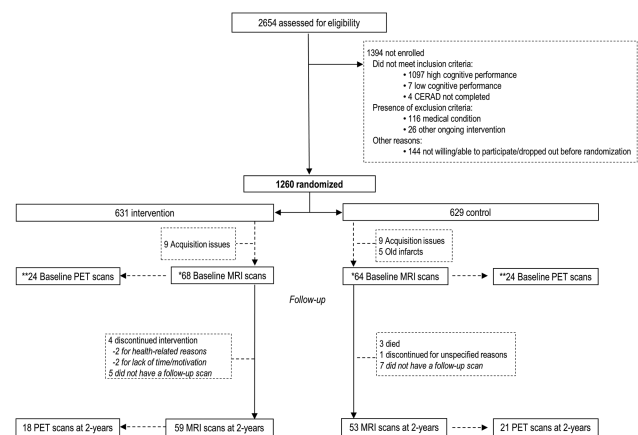 2654 assessed for eligibility
1394 not enrolled
Did not meet inclusion criteria:
• 1097 high cognitive performance
• 7 low cognitive performance
• 4 CERAD not completed
Presence of exclusion criteria:
• 116 medical condition
• 26 other ongoing intervention
Other reasons:
• 144 not willing/able to participate/dropped out before randomization
1260 randomized
631 intervention
629 control
9 Acquisition issues
9 Acquisition issues
5 Old infarcts
**24 Baseline PET scans
*68 Baseline MRI scans
*64 Baseline MRI scans
**24 Baseline PET scans
Follow-up
4 discontinued intervention
-2 for health-related reasons
-2 for lack of time/motivation
5 did not have a follow-up scan
3 died
1 discontinued for unspecified reasons
7 did not have a follow-up scan
18 PET scans at 2-years
59 MRI scans at 2-years
53 MRI scans at 2-years
21 PET scans at 2-years